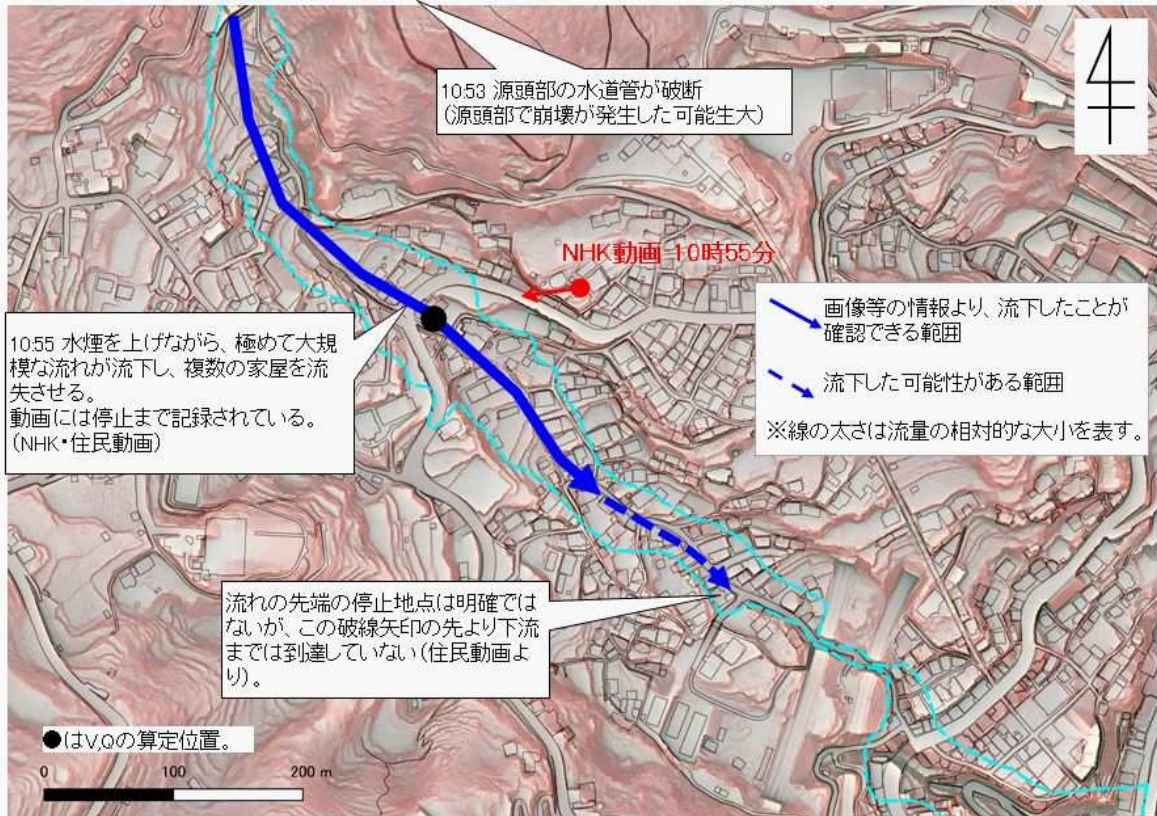 10:53 源頭部の水道管が破断
(源頭部で崩壊が発生した可能生大)
NHK動画 10時55分
画像等の情報より、流下したことが
確認できる範囲
流下した可能性がある範囲
※線の太さは流量の相対的な大小を表す。
10:55 水煙を上げながら、極めて大規
模な流れが流下し、複数の家屋を流
失させる。
動画には停止まで記録されている。
(NHK・住民動画)
流れの先端の停止地点は明確では
ないが、この破線矢印の先より下流
までは到達していない(住民動画よ
り)。
●はV,Qの算定位置。
0 100 200 m